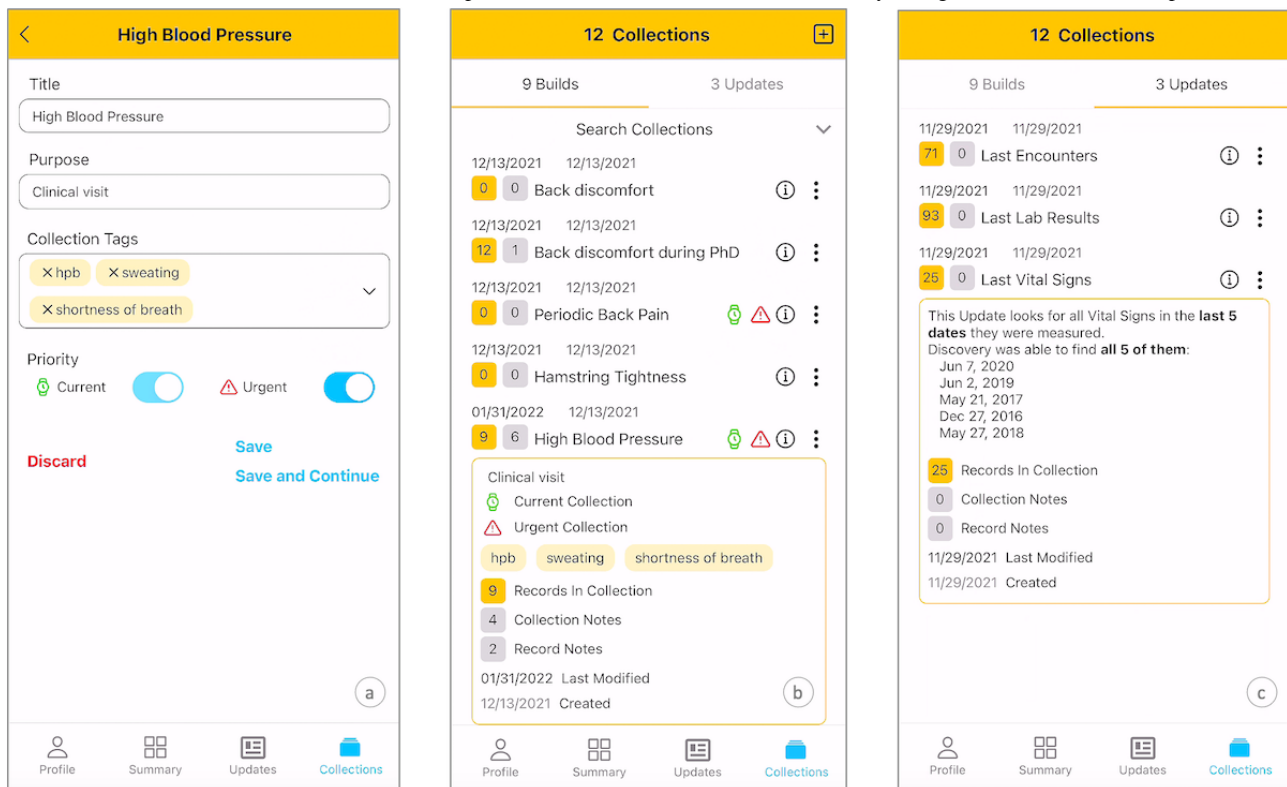 High Blood Pressure
Title
High Blood Pressure
Purpose
Clinical visit
Collection Tags
× hpb × sweating
× shortness of breath
Priority
Current Urgent
Save
Discard
Save and Continue
a
Profile Summary Updates Collections
12 Collections
9 Builds 3 Updates
Search Collections
12/13/2021 12/13/2021
0 0 Back discomfort
12/13/2021 12/13/2021
12 1 Back discomfort during PhD
12/13/2021 12/13/2021
0 0 Periodic Back Pain
12/13/2021 12/13/2021
0 0 Hamstring Tightness
01/31/2022 12/13/2021
9 6 High Blood Pressure
Clinical visit
Current Collection
Urgent Collection
hpb sweating shortness of breath
9 Records In Collection
4 Collection Notes
2 Record Notes
01/31/2022 Last Modified
12/13/2021 Created
b
Profile Summary Updates Collections
12 Collections
9 Builds 3 Updates
11/29/2021 11/29/2021
71 0 Last Encounters
11/29/2021 11/29/2021
93 0 Last Lab Results
11/29/2021 11/29/2021
25 0 Last Vital Signs
This Update looks for all Vital Signs in the last 5
dates they were measured.
Discovery was able to find all 5 of them:
Jun 7, 2020
Jun 2, 2019
May 21, 2017
Dec 27, 2016
May 27, 2018
25 Records In Collection
0 Collection Notes
0 Record Notes
11/29/2021 Last Modified
11/29/2021 Created
c
Profile Summary Updates Collections